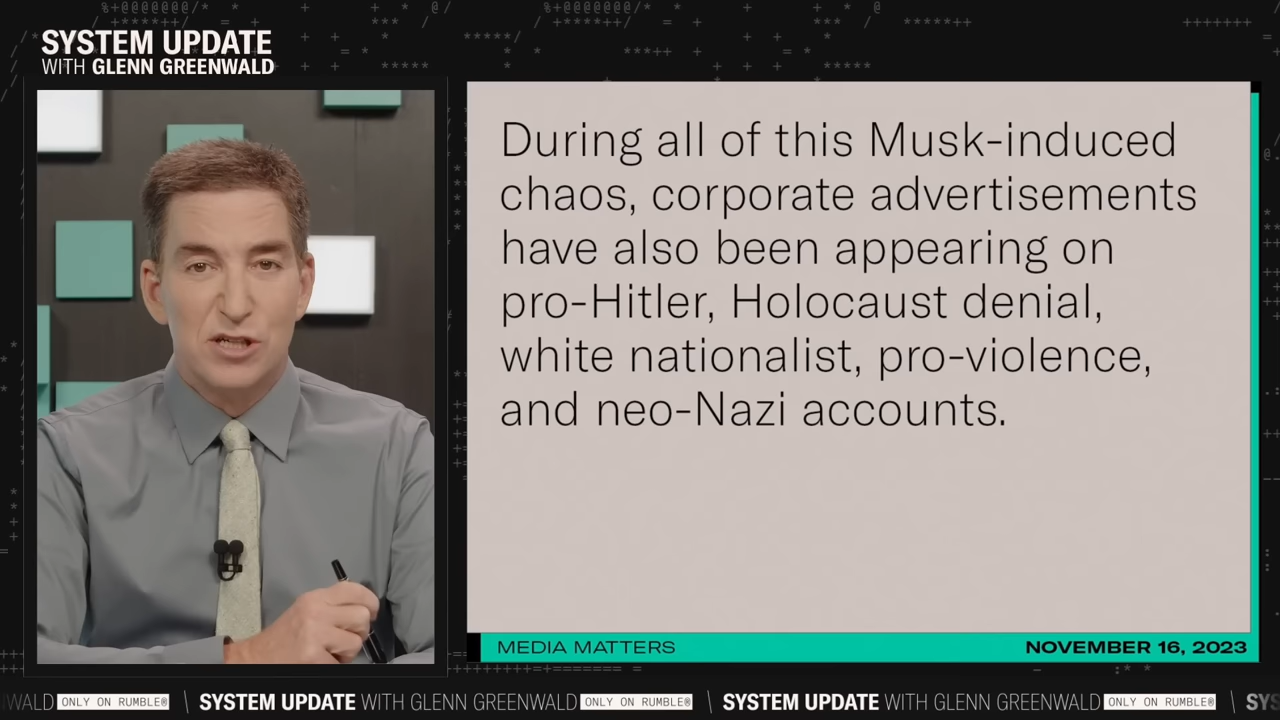 SYSTEM UPDATE
WITH GLENN GREENWALD
During all of this Musk-induced
chaos, corporate advertisements
have also been appearing on
pro-Hitler, Holocaust denial,
white nationalist, pro-violence,
and neo-Nazi accounts.
MEDIA MATTERS NOVEMBER 16, 2023
WALD ONLY ON RUMBLE® \ SYSTEM UPDATE WITH GLENN GREENWALD ONLY ON RUMBLE® \ SYSTEM UPDATE WITH GLENN GREENWALD ONLY ON RUMBLE® \ SYS